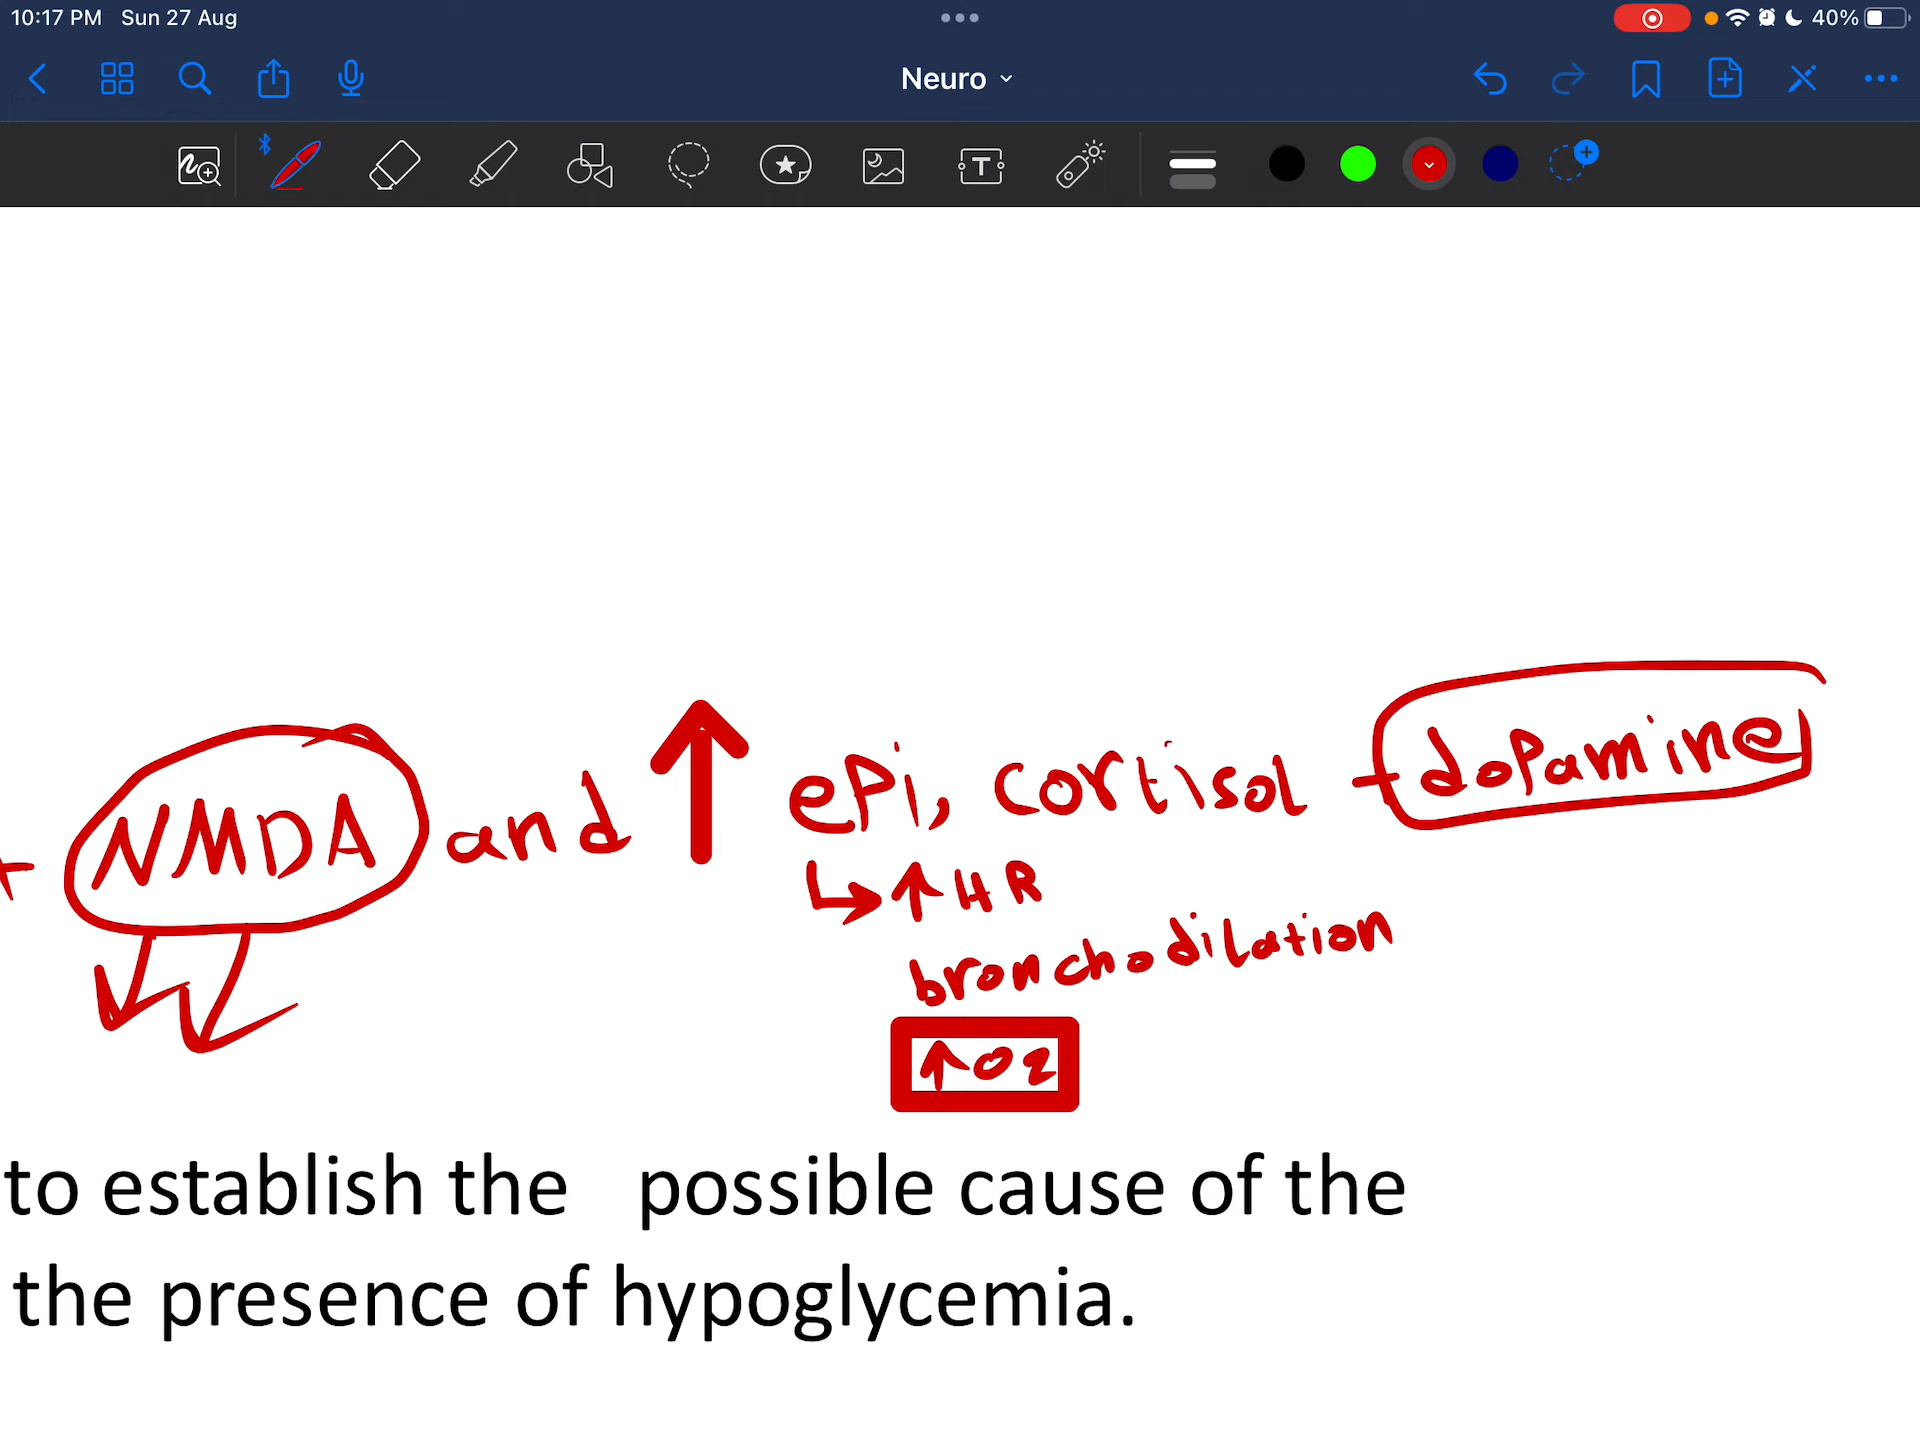 10:17 PM Sun 27 Aug
40%
Neuro
T
+ NMDA and ↑ epi, cortisol + dopamine
↳ ↑ HR
bronchodilation
↑ O2
to establish the possible cause of the
the presence of hypoglycemia.